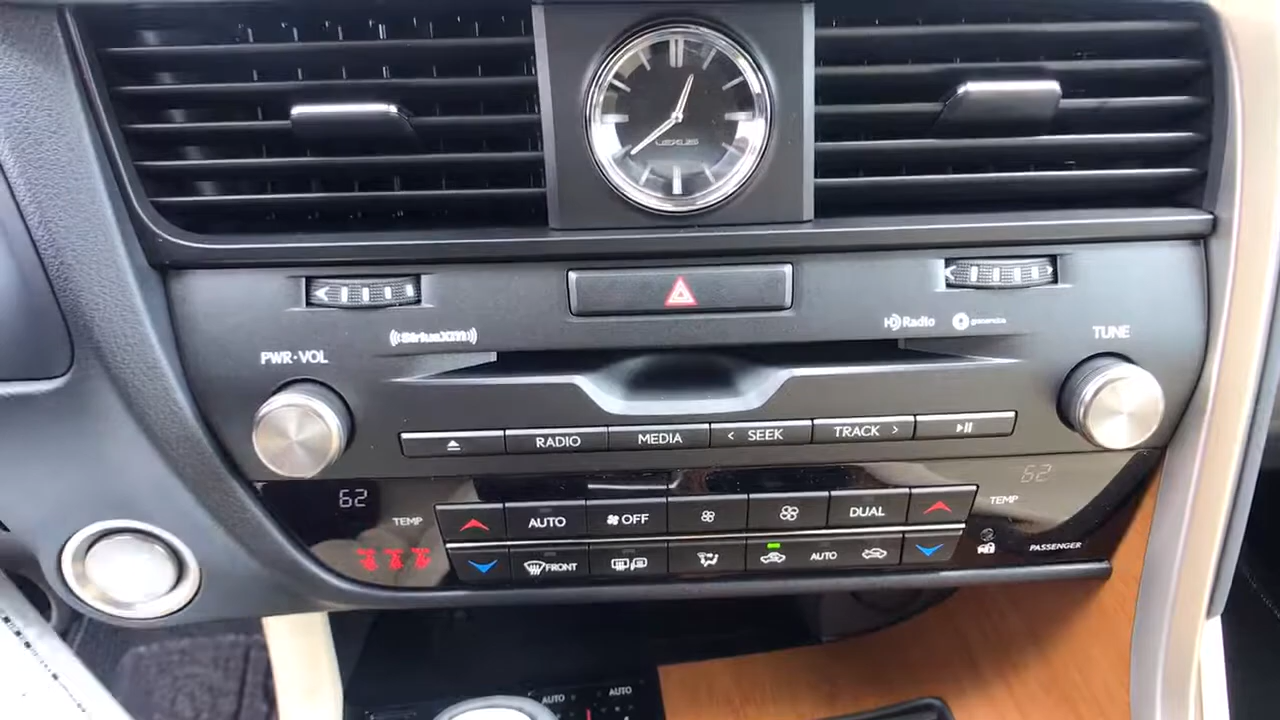 LEXUS
((SiriusXM))
HD Radio
gracenote
PWR·VOL
TUNE
RADIO
MEDIA
< SEEK
TRACK >
62
62
TEMP
AUTO
OFF
DUAL
TEMP
FRONT
AUTO
PASSENGER
AUTO
AUTO